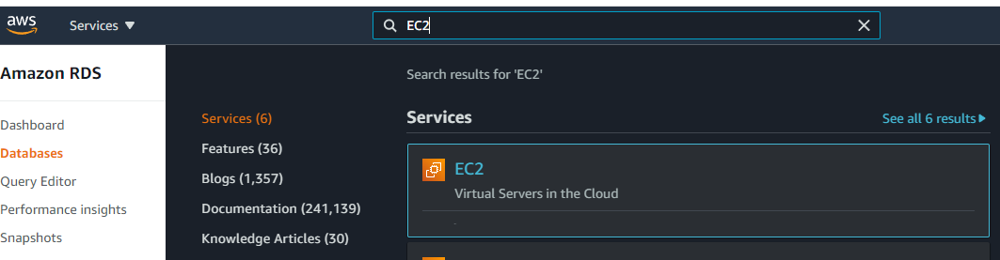 aws
Services ▼
EC2
Amazon RDS
Dashboard
Databases
Query Editor
Performance insights
Snapshots
Search results for 'EC2'
Services (6)
Features (36)
Blogs (1,357)
Documentation (241,139)
Knowledge Articles (30)
Services
See all 6 results ▶
EC2
Virtual Servers in the Cloud